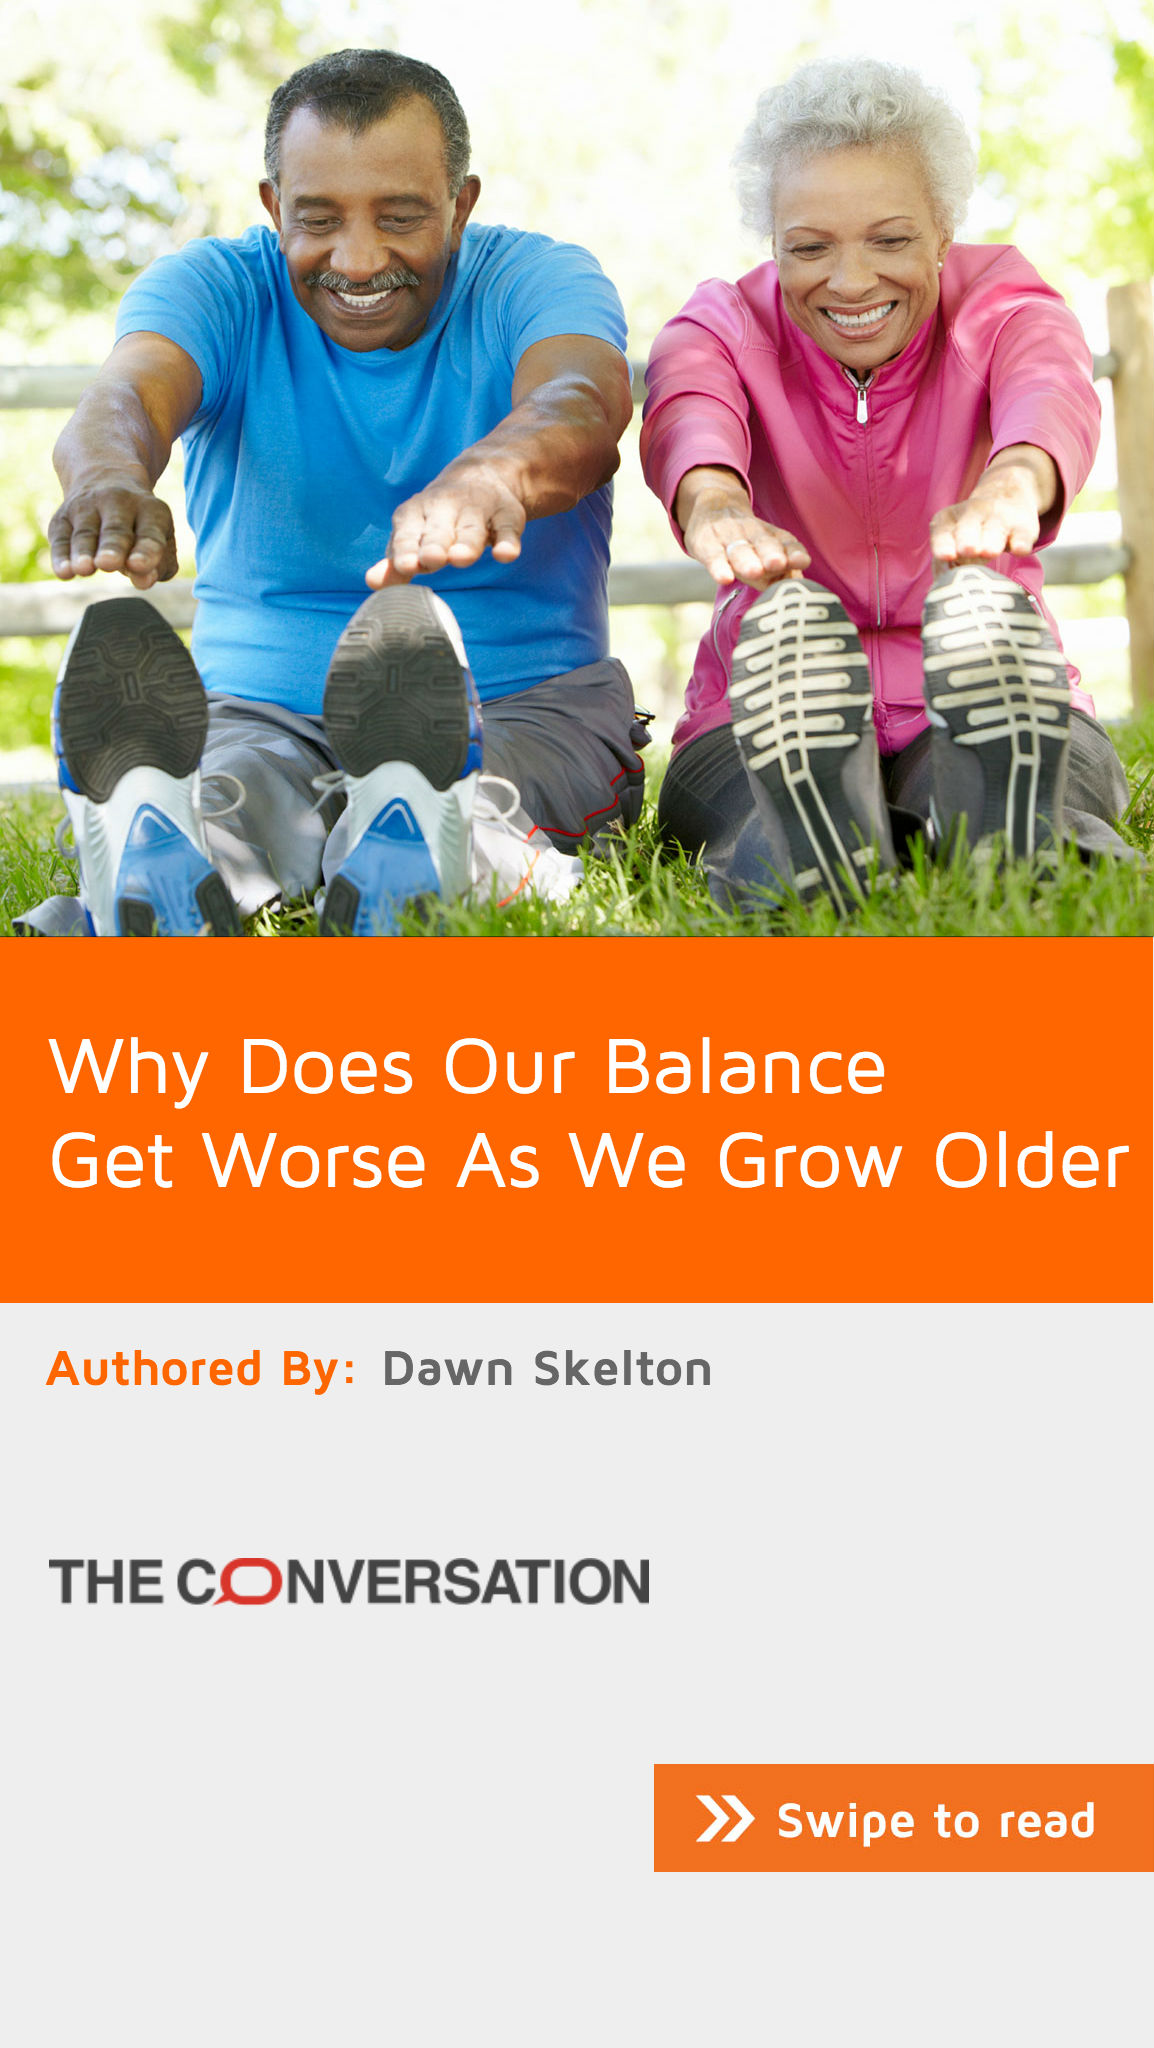 Why Does Our Balance
Get Worse As We Grow Older
Authored By: Dawn Skelton
THE CONVERSATION
Swipe to read